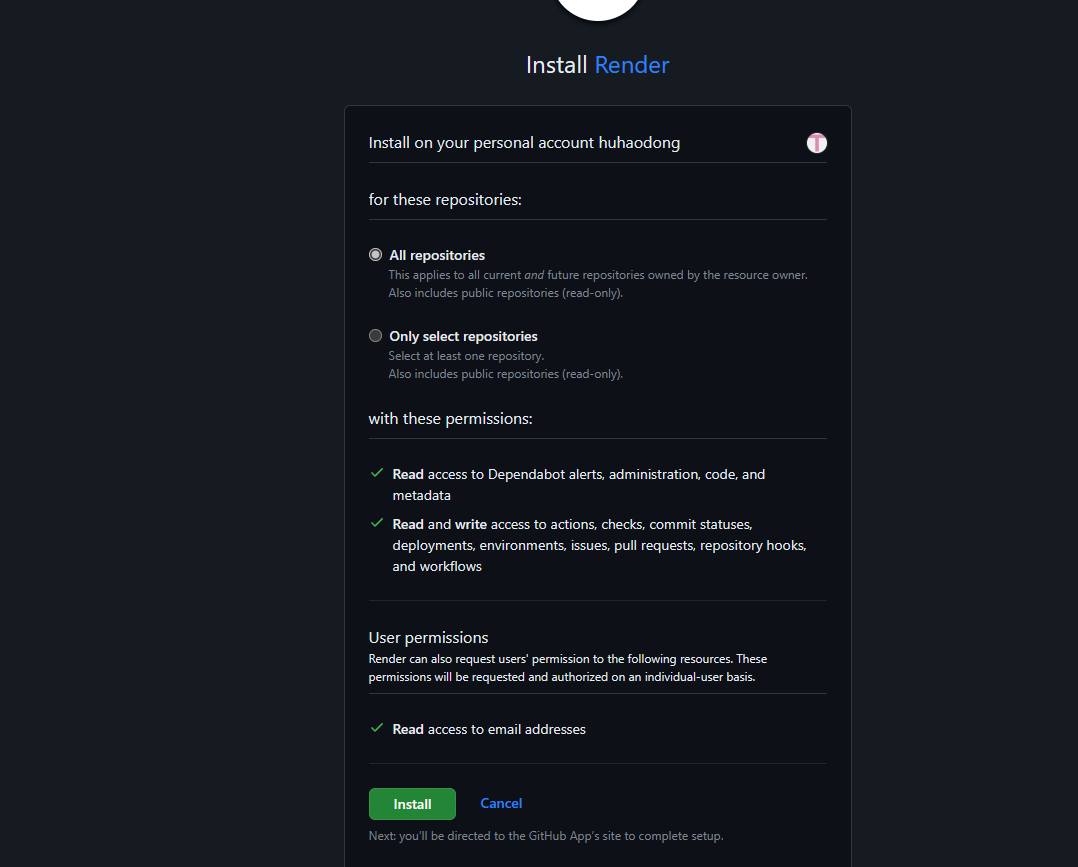 Install Render
Install on your personal account huhaodong
T
for these repositories:
All repositories
This applies to all current and future repositories owned by the resource owner.
Also includes public repositories (read-only).
Only select repositories
Select at least one repository.
Also includes public repositories (read-only).
with these permissions:
Read access to Dependabot alerts, administration, code, and
metadata
Read and write access to actions, checks, commit statuses,
deployments, environments, issues, pull requests, repository hooks,
and workflows
User permissions
Render can also request users' permission to the following resources. These
permissions will be requested and authorized on an individual-user basis.
Read access to email addresses
Install Cancel
Next: you'll be directed to the GitHub App's site to complete setup.